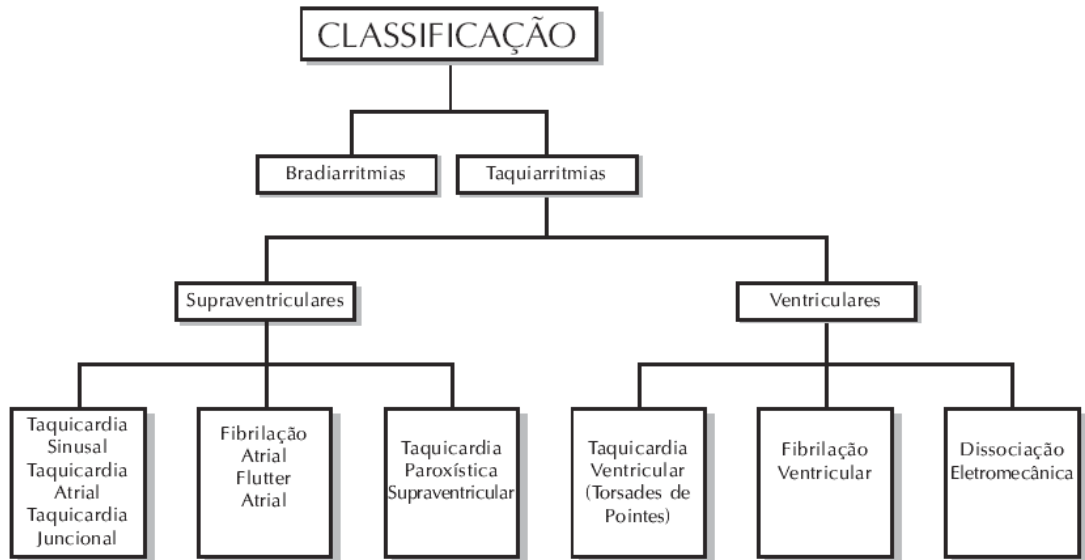 CLASSIFICAÇÃO
Bradiarritmias
Taquiarritmias
Supraventriculares
Ventriculares
Taquicardia
Sinusal
Taquicardia
Atrial
Taquicardia
Juncional
Fibrilação
Atrial
Flutter
Atrial
Taquicardia
Paroxística
Supraventricular
Taquicardia
Ventricular
(Torsades de
Pointes)
Fibrilação
Ventricular
Dissociação
Eletromecânica